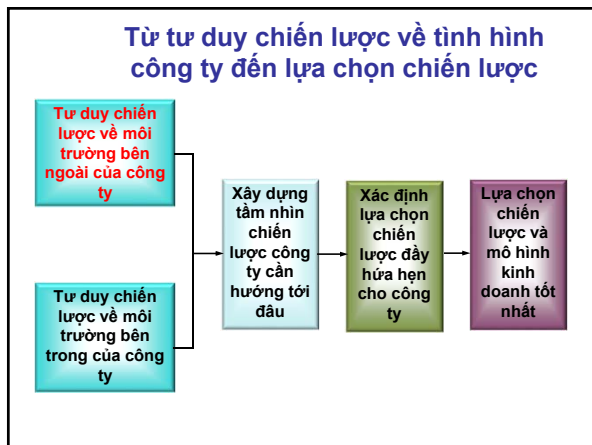 Từ tư duy chiến lược về tình hình
công ty đến lựa chọn chiến lược
Tư duy chiến
lược về môi
trường bên
ngoài của công
ty
Tư duy chiến
lược về môi
trường bên
trong của công
ty
Xây dựng
tầm nhìn
chiến
lược công
ty cần
hướng tới
đâu
Xác định
lựa chọn
chiến
lược đầy
hứa hẹn
cho công
ty
Lựa chọn
chiến
lược và
mô hình
kinh
doanh tốt
nhất